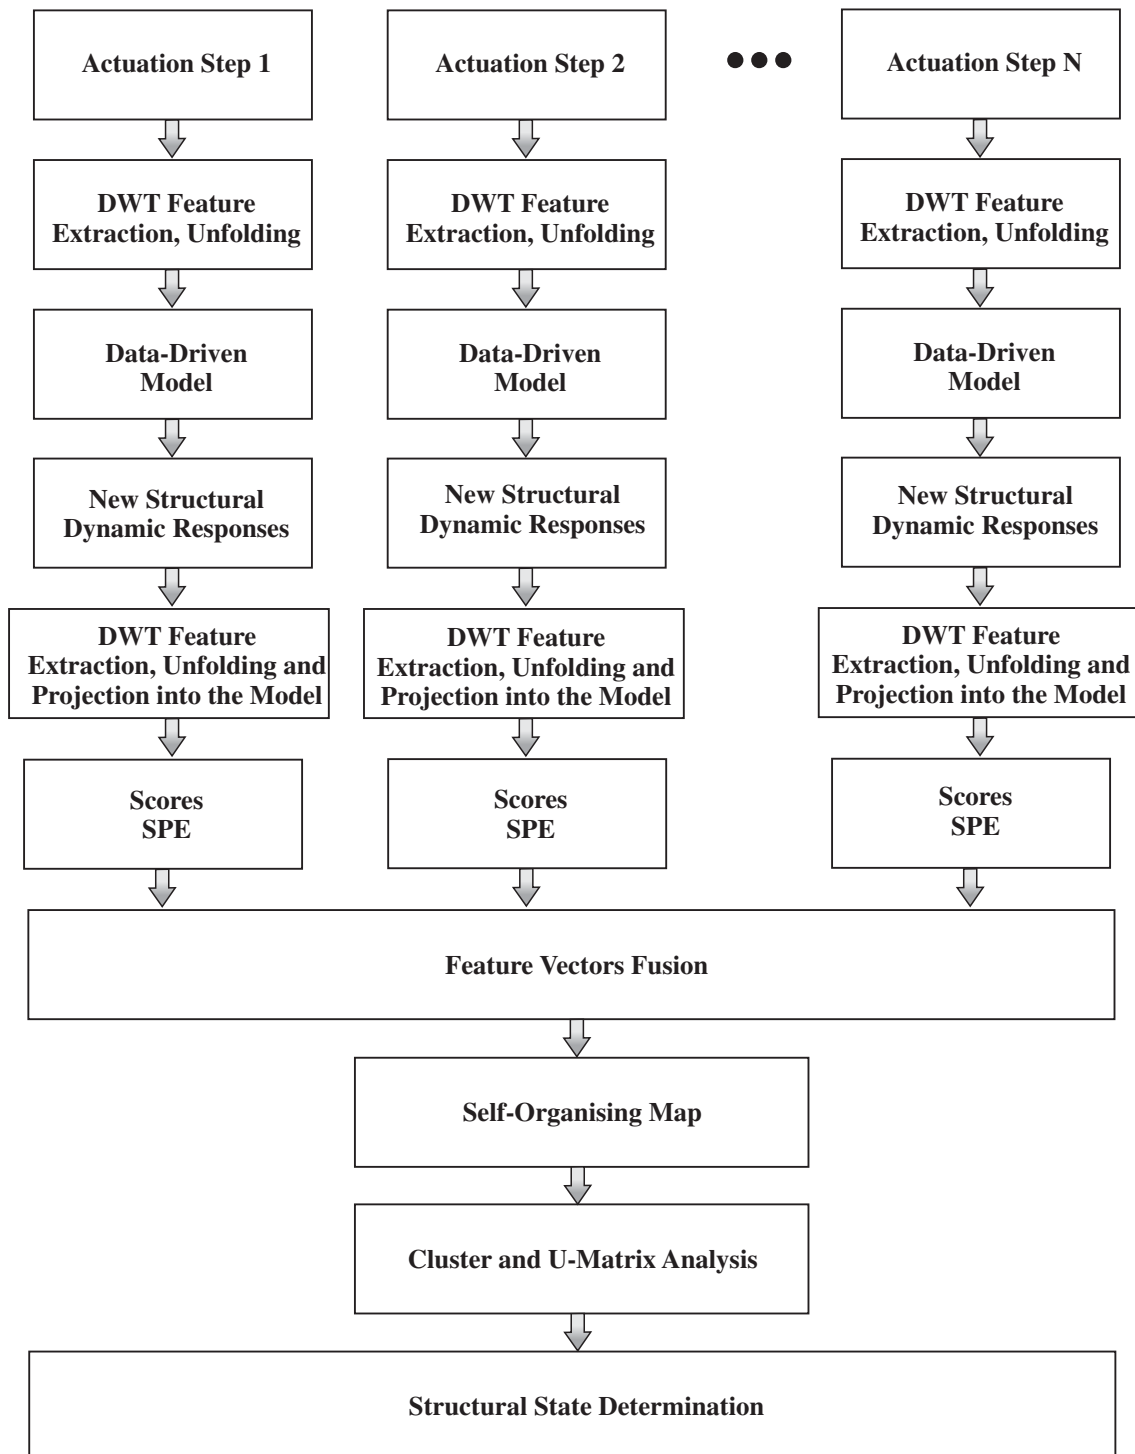 Actuation Step 1
Actuation Step 2
Actuation Step N
DWT Feature
Extraction, Unfolding
DWT Feature
Extraction, Unfolding
DWT Feature
Extraction, Unfolding
Data-Driven
Model
Data-Driven
Model
Data-Driven
Model
New Structural
Dynamic Responses
New Structural
Dynamic Responses
New Structural
Dynamic Responses
DWT Feature
Extraction, Unfolding and
Projection into the Model
DWT Feature
Extraction, Unfolding and
Projection into the Model
DWT Feature
Extraction, Unfolding and
Projection into the Model
Scores
SPE
Scores
SPE
Scores
SPE
Feature Vectors Fusion
Self-Organising Map
Cluster and U-Matrix Analysis
Structural State Determination